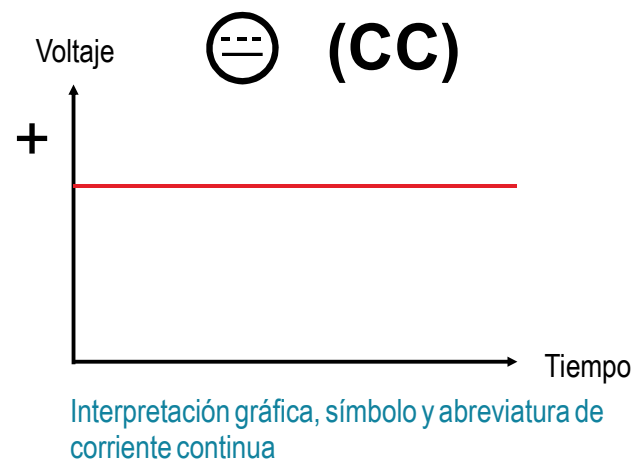 (CC)
Voltaje
+
Tiempo
Interpretación gráfica, símbolo y abreviatura de
corriente continua